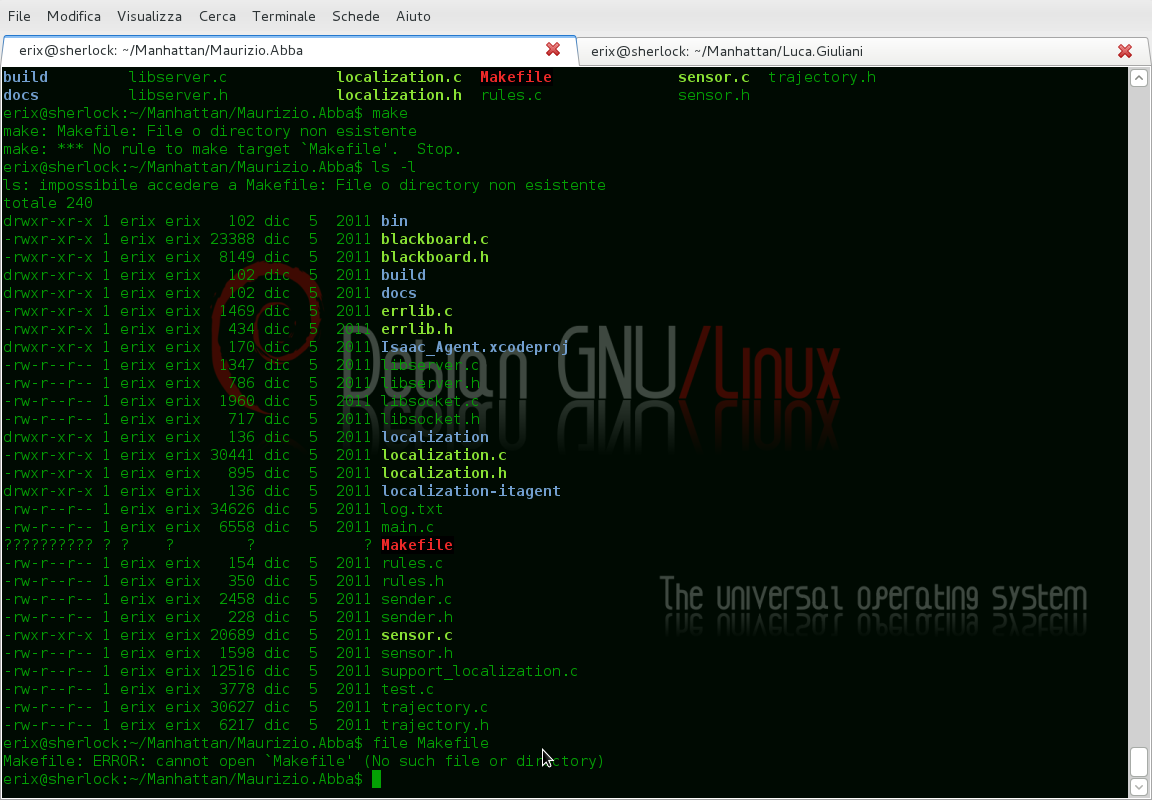 File Modifica Visualizza Cerca Terminale Schede Aiuto
erix@sherlock: ~/Manhattan/Maurizio.Abba erix@sherlock: ~/Manhattan/Luca.Giuliani
build libserver.c localization.c Makefile sensor.c trajectory.h
docs libserver.h localization.h rules.c sensor.h
erix@sherlock:~/Manhattan/Maurizio.Abba$ make
make: Makefile: File o directory non esistente
make: *** No rule to make target `Makefile'. Stop.
erix@sherlock:~/Manhattan/Maurizio.Abba$ ls -l
ls: impossibile accedere a Makefile: File o directory non esistente
totale 240
drwxr-xr-x 1 erix erix 102 dic 5 2011 bin
-rwxr-xr-x 1 erix erix 23388 dic 5 2011 blackboard.c
-rwxr-xr-x 1 erix erix 8149 dic 5 2011 blackboard.h
drwxr-xr-x 1 erix erix 102 dic 5 2011 build
drwxr-xr-x 1 erix erix 102 dic 5 2011 docs
-rwxr-xr-x 1 erix erix 1469 dic 5 2011 errlib.c
-rwxr-xr-x 1 erix erix 434 dic 5 2011 errlib.h
drwxr-xr-x 1 erix erix 170 dic 5 2011 Isaac_Agent.xcodeproj
-rw-r--r-- 1 erix erix 1347 dic 5 2011 libserver.c
-rw-r--r-- 1 erix erix 786 dic 5 2011 libserver.h
-rw-r--r-- 1 erix erix 1960 dic 5 2011 libsocket.c
-rw-r--r-- 1 erix erix 717 dic 5 2011 libsocket.h
drwxr-xr-x 1 erix erix 136 dic 5 2011 localization
-rwxr-xr-x 1 erix erix 30441 dic 5 2011 localization.c
-rwxr-xr-x 1 erix erix 895 dic 5 2011 localization.h
drwxr-xr-x 1 erix erix 136 dic 5 2011 localization-itagent
-rw-r--r-- 1 erix erix 34626 dic 5 2011 log.txt
-rw-r--r-- 1 erix erix 6558 dic 5 2011 main.c
?????????? ? ? ? ? ? Makefile
-rw-r--r-- 1 erix erix 154 dic 5 2011 rules.c
-rw-r--r-- 1 erix erix 350 dic 5 2011 rules.h
-rw-r--r-- 1 erix erix 2458 dic 5 2011 sender.c
-rw-r--r-- 1 erix erix 228 dic 5 2011 sender.h
-rwxr-xr-x 1 erix erix 20689 dic 5 2011 sensor.c
-rw-r--r-- 1 erix erix 1598 dic 5 2011 sensor.h
-rw-r--r-- 1 erix erix 12516 dic 5 2011 support_localization.c
-rw-r--r-- 1 erix erix 3778 dic 5 2011 test.c
-rw-r--r-- 1 erix erix 30627 dic 5 2011 trajectory.c
-rw-r--r-- 1 erix erix 6217 dic 5 2011 trajectory.h
erix@sherlock:~/Manhattan/Maurizio.Abba$ file Makefile
Makefile: ERROR: cannot open `Makefile' (No such file or directory)
erix@sherlock:~/Manhattan/Maurizio.Abba$
Debian GNU/Linux
The universal operating system